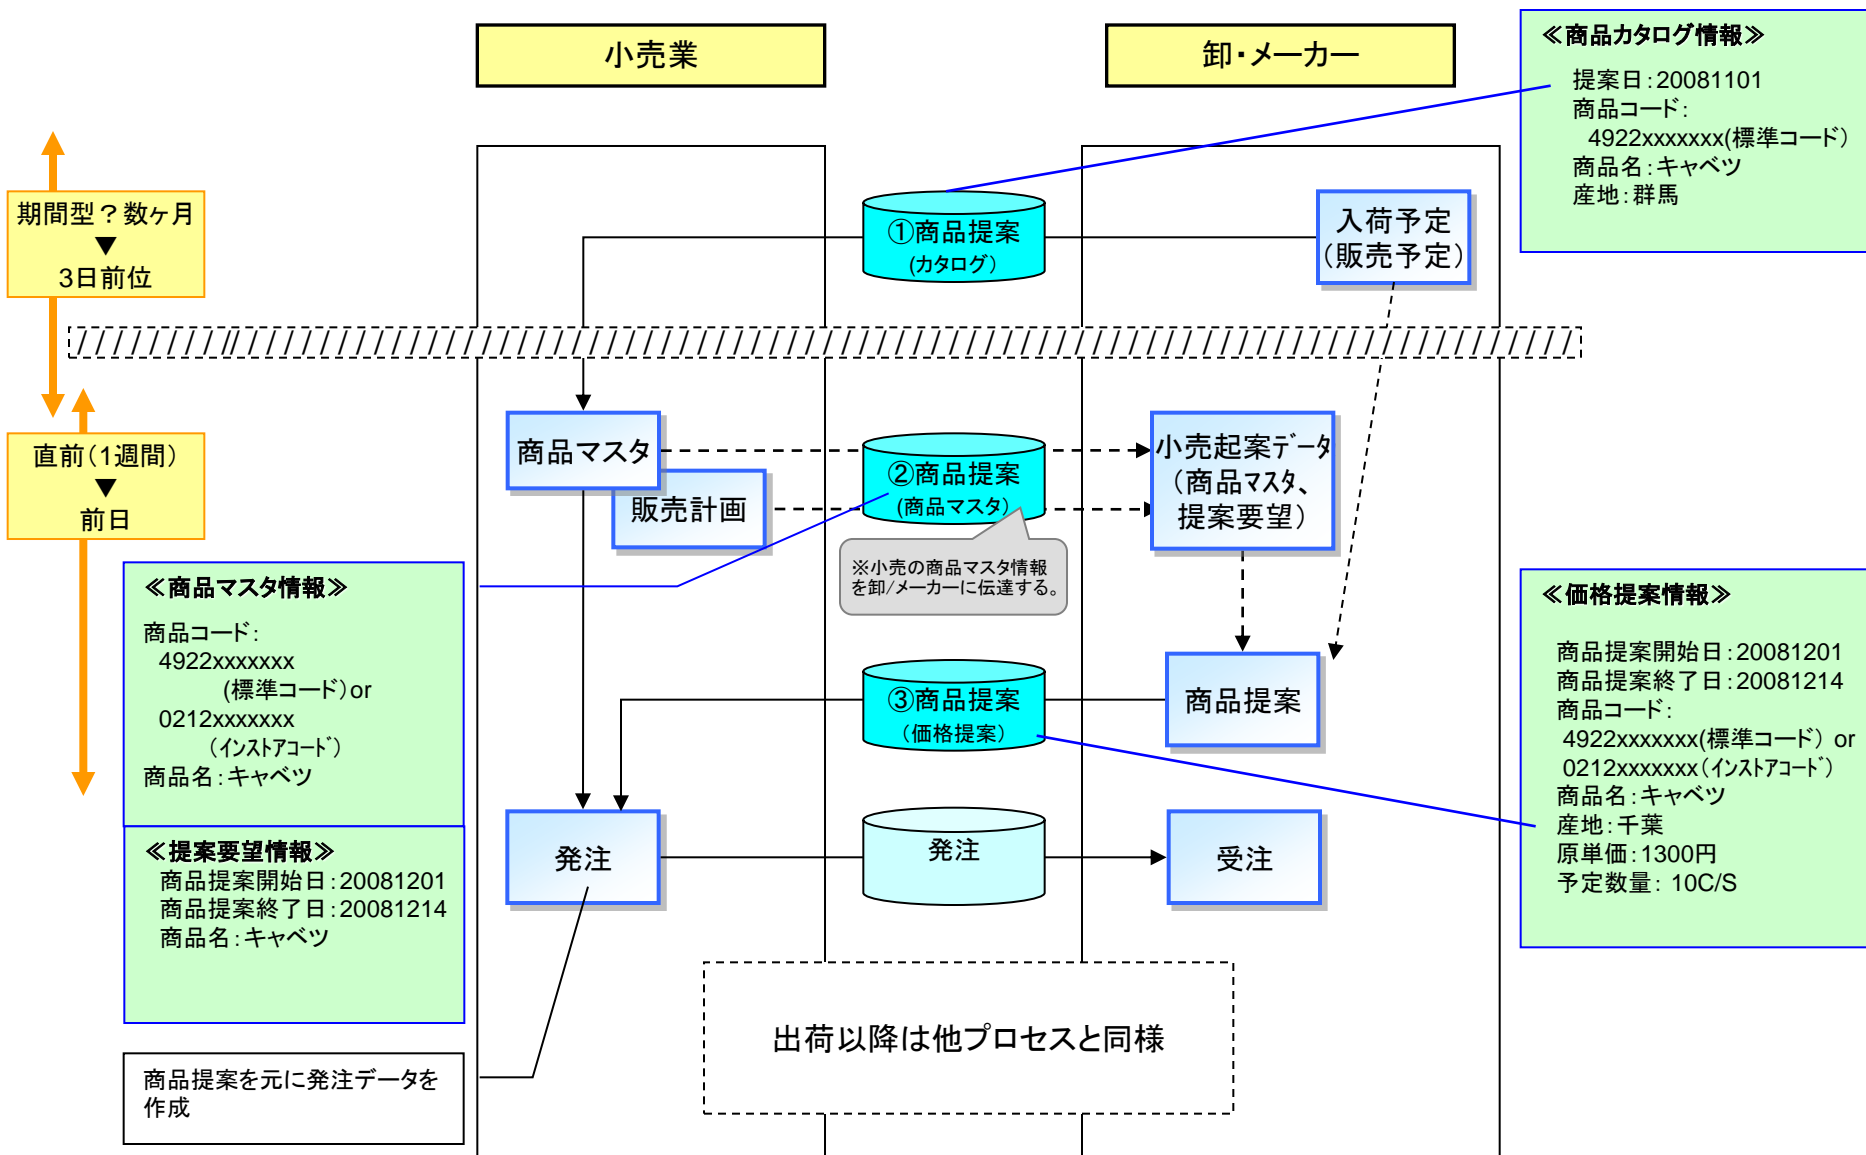 小売業
卸・メーカー
≪商品カタログ情報≫
提案日：20081101
商品コード：
4922xxxxxxx(標準コード）
商品名：キャベツ
産地：群馬
期間型？数ヶ月
▼
3日前位
①商品提案
(カタログ）
入荷予定
（販売予定）
直前（1週間）
▼
前日
商品マスタ
販売計画
②商品提案
(商品マスタ）
小売起案ﾃﾞｰﾀ
（商品ﾏｽﾀ、
提案要望）
※小売の商品マスタ情報
を卸/メーカーに伝達する。
≪商品マスタ情報≫
商品コード：
4922xxxxxxx
(標準コード）or
0212xxxxxxx
（ｲﾝｽﾄｱｺｰﾄﾞ）
商品名：キャベツ
≪提案要望情報≫
商品提案開始日：20081201
商品提案終了日：20081214
商品名：キャベツ
③商品提案
（価格提案）
商品提案
≪価格提案情報≫
商品提案開始日：20081201
商品提案終了日：20081214
商品コード：
4922xxxxxxx(標準コード） or
0212xxxxxxx（ｲﾝｽﾄｱｺｰﾄﾞ）
商品名：キャベツ
産地：千葉
原単価：1300円
予定数量： 10C/S
発注
発注
受注
出荷以降は他プロセスと同様
商品提案を元に発注データを
作成